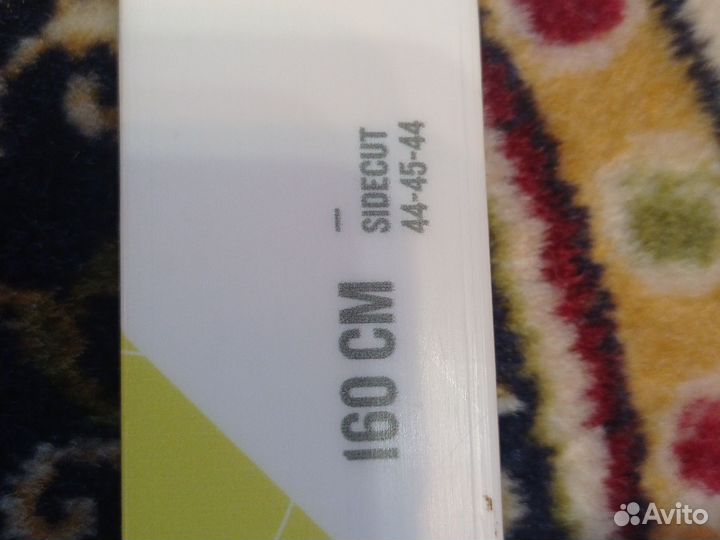 160 CM
—
SIDECUT
44-45-44
Avito